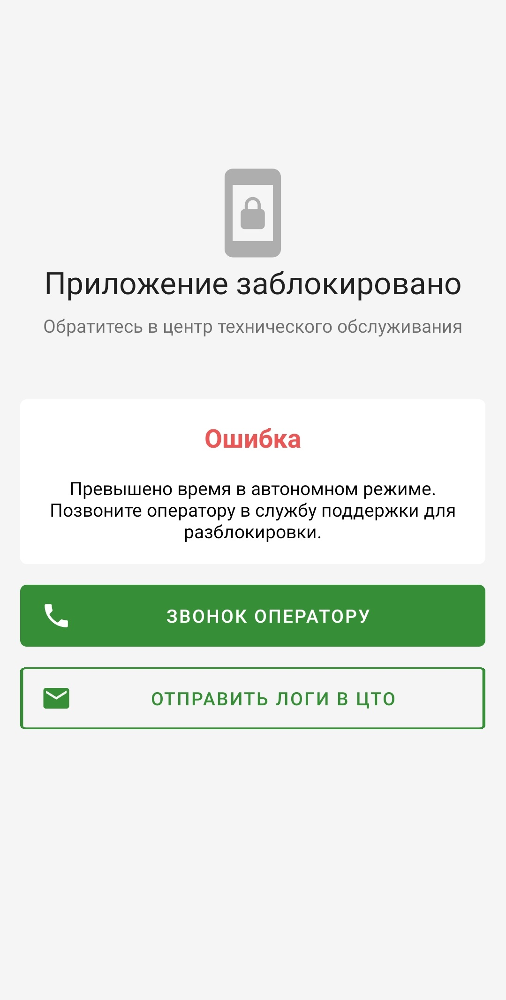 Приложение заблокировано
Обратитесь в центр технического обслуживания
Ошибка
Превышено время в автономном режиме.
Позвоните оператору в службу поддержки для
разблокировки.
ЗВОНОК ОПЕРАТОРУ
ОТПРАВИТЬ ЛОГИ В ЦТО